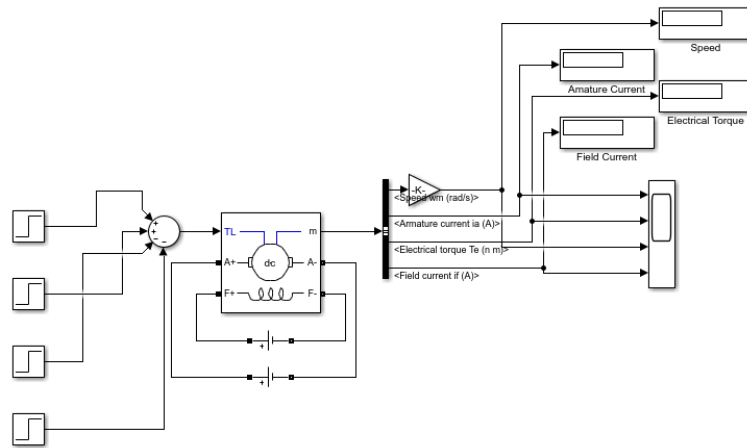 Speed
Amature Current
Electrical Torque
Field Current
-K-
<Speed wm (rad/s)>
<Armature current ia (A)>
<Electrical torque Te (n m)>
<Field current if (A)>
+
+
−
−
TL
m
A+
dc
A-
F+
F-
+
+